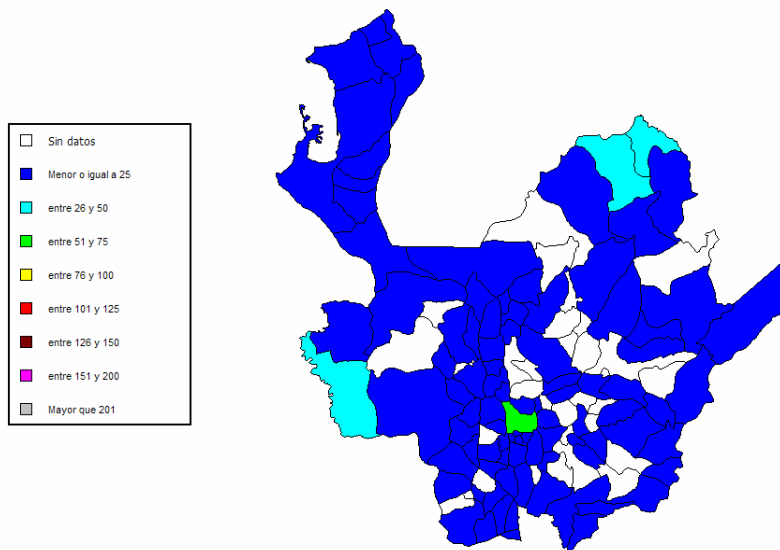 Sin datos
Menor o igual a 25
entre 26 y 50
entre 51 y 75
entre 76 y 100
entre 101 y 125
entre 126 y 150
entre 151 y 200
Mayor que 201